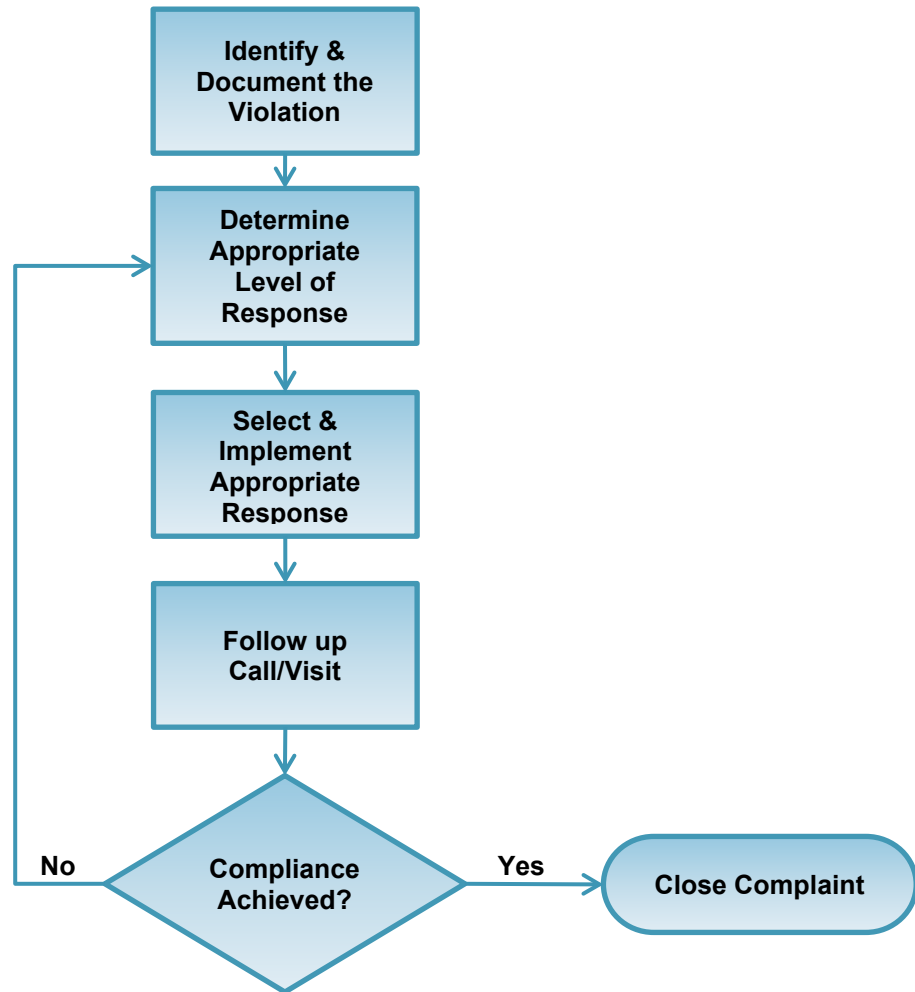 Identify &
Document the
Violation
Determine
Appropriate
Level of
Response
Select &
Implement
Appropriate
Response
Follow up
Call/Visit
No
Compliance
Achieved?
Yes
Close Complaint